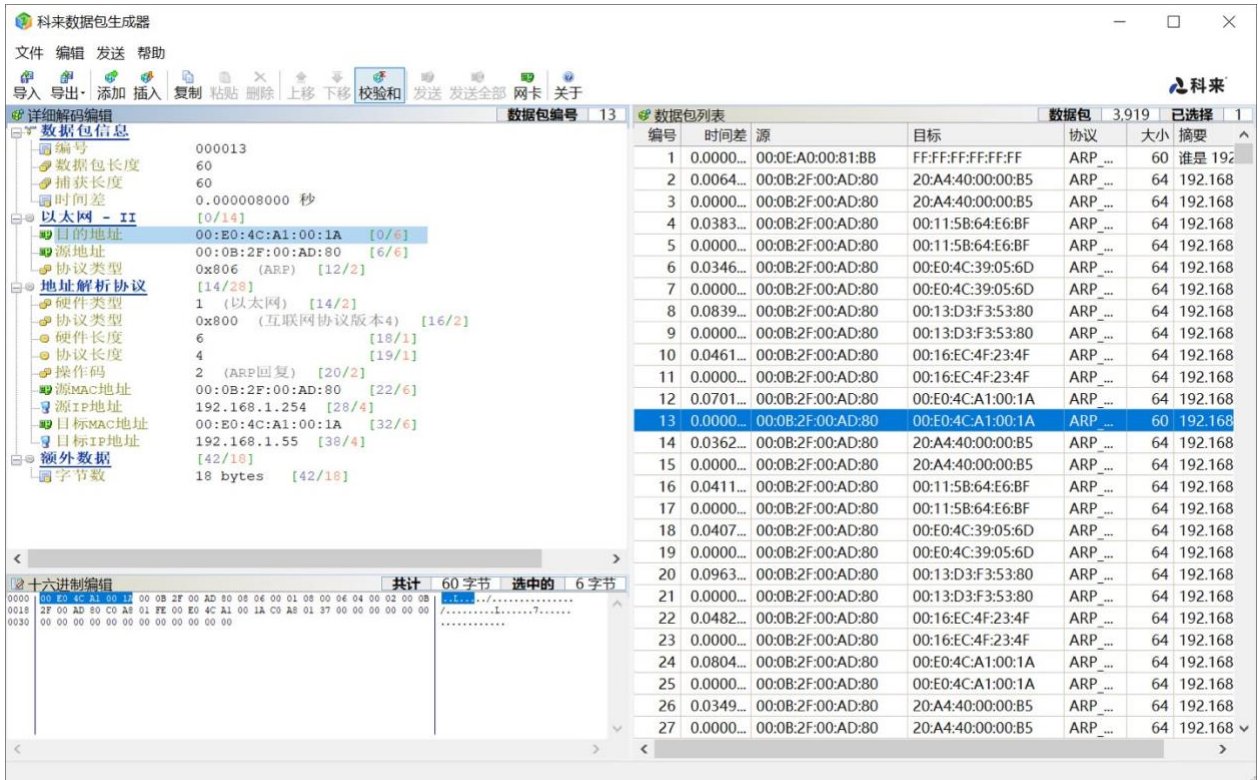 科来数据包生成器
文件 编辑 发送 帮助
导入 导出 添加 插入 复制 粘贴 删除 上移 下移 校验和 发送 发送全部 网卡 关于
科来
详细解码编辑 数据包编号 13
数据包信息
编号 000013
数据包长度 60
捕获长度 60
时间差 0.000008000 秒
以太网 - II [0/14]
目的地址 00:E0:4C:A1:00:1A [0/6]
源地址 00:0B:2F:00:AD:80 [6/6]
协议类型 0x806 (ARP) [12/2]
地址解析协议 [14/28]
硬件类型 1 (以太网) [14/2]
协议类型 0x800 (互联网协议版本4) [16/2]
硬件长度 6 [18/1]
协议长度 4 [19/1]
操作码 2 (ARP回复) [20/2]
源MAC地址 00:0B:2F:00:AD:80 [22/6]
源IP地址 192.168.1.254 [28/4]
目标MAC地址 00:E0:4C:A1:00:1A [32/6]
目标IP地址 192.168.1.55 [38/4]
额外数据 [42/18]
字节数 18 bytes [42/18]
十六进制编辑 共计 60 字节 选中的 6 字节
0000 00 E0 4C A1 00 1A 00 0B 2F 00 AD 80 08 06 00 01 08 00 06 04 00 02 00 0B ..L...../...............
0018 2F 00 AD 80 C0 A8 01 FE 00 E0 4C A1 00 1A C0 A8 01 37 00 00 00 00 00 00 /.........L......7......
0030 00 00 00 00 00 00 00 00 00 00 00 00 ............
数据包列表 数据包 3,919 已选择 1
编号 时间差 源 目标 协议 大小 摘要
1 0.0000... 00:0E:A0:00:81:BB FF:FF:FF:FF:FF:FF ARP_... 60 谁是 192
2 0.0064... 00:0B:2F:00:AD:80 20:A4:40:00:00:B5 ARP_... 64 192.168
3 0.0000... 00:0B:2F:00:AD:80 20:A4:40:00:00:B5 ARP_... 64 192.168
4 0.0383... 00:0B:2F:00:AD:80 00:11:5B:64:E6:BF ARP_... 64 192.168
5 0.0000... 00:0B:2F:00:AD:80 00:11:5B:64:E6:BF ARP_... 64 192.168
6 0.0346... 00:0B:2F:00:AD:80 00:E0:4C:39:05:6D ARP_... 64 192.168
7 0.0000... 00:0B:2F:00:AD:80 00:E0:4C:39:05:6D ARP_... 64 192.168
8 0.0839... 00:0B:2F:00:AD:80 00:13:D3:F3:53:80 ARP_... 64 192.168
9 0.0000... 00:0B:2F:00:AD:80 00:13:D3:F3:53:80 ARP_... 64 192.168
10 0.0461... 00:0B:2F:00:AD:80 00:16:EC:4F:23:4F ARP_... 64 192.168
11 0.0000... 00:0B:2F:00:AD:80 00:16:EC:4F:23:4F ARP_... 64 192.168
12 0.0701... 00:0B:2F:00:AD:80 00:E0:4C:A1:00:1A ARP_... 64 192.168
13 0.0000... 00:0B:2F:00:AD:80 00:E0:4C:A1:00:1A ARP_... 60 192.168
14 0.0362... 00:0B:2F:00:AD:80 20:A4:40:00:00:B5 ARP_... 64 192.168
15 0.0000... 00:0B:2F:00:AD:80 20:A4:40:00:00:B5 ARP_... 64 192.168
16 0.0411... 00:0B:2F:00:AD:80 00:11:5B:64:E6:BF ARP_... 64 192.168
17 0.0000... 00:0B:2F:00:AD:80 00:11:5B:64:E6:BF ARP_... 64 192.168
18 0.0407... 00:0B:2F:00:AD:80 00:E0:4C:39:05:6D ARP_... 64 192.168
19 0.0000... 00:0B:2F:00:AD:80 00:E0:4C:39:05:6D ARP_... 64 192.168
20 0.0963... 00:0B:2F:00:AD:80 00:13:D3:F3:53:80 ARP_... 64 192.168
21 0.0000... 00:0B:2F:00:AD:80 00:13:D3:F3:53:80 ARP_... 64 192.168
22 0.0482... 00:0B:2F:00:AD:80 00:16:EC:4F:23:4F ARP_... 64 192.168
23 0.0000... 00:0B:2F:00:AD:80 00:16:EC:4F:23:4F ARP_... 64 192.168
24 0.0804... 00:0B:2F:00:AD:80 00:E0:4C:A1:00:1A ARP_... 64 192.168
25 0.0000... 00:0B:2F:00:AD:80 00:E0:4C:A1:00:1A ARP_... 64 192.168
26 0.0349... 00:0B:2F:00:AD:80 20:A4:40:00:00:B5 ARP_... 64 192.168
27 0.0000... 00:0B:2F:00:AD:80 20:A4:40:00:00:B5 ARP_... 64 192.168